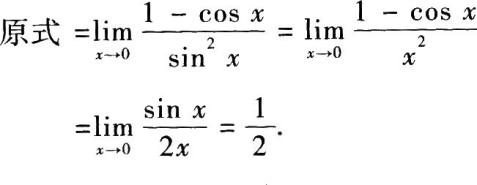 原式 =lim_{x→0} (1 - cos x)/(sin² x) = lim_{x→0} (1 - cos x)/(x²)
=lim_{x→0} (sin x)/(2x) = 1/2.